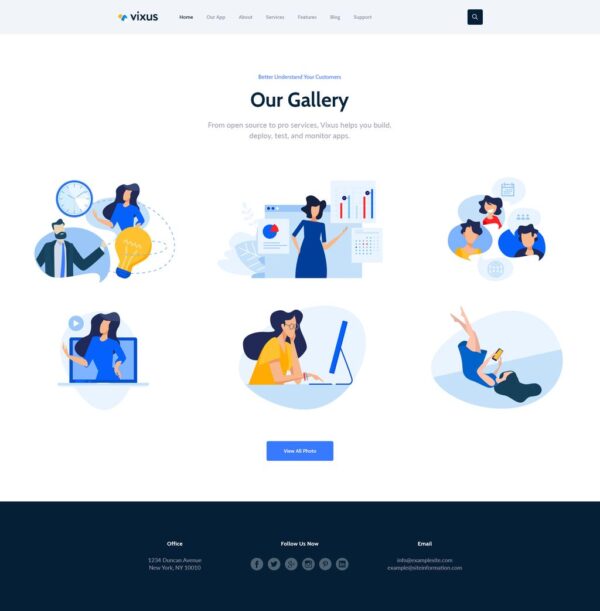 vixus
Home
Our App
About
Services
Features
Blog
Support
Better Understand Your Customers
Our Gallery
From open source to pro services, Vixus helps you build,
deploy, test, and monitor apps.
View All Photo
Office
1234 Duncan Avenue
New York, NY 10010
Follow Us Now
Email
info@examplesite.com
example@siteinformation.com